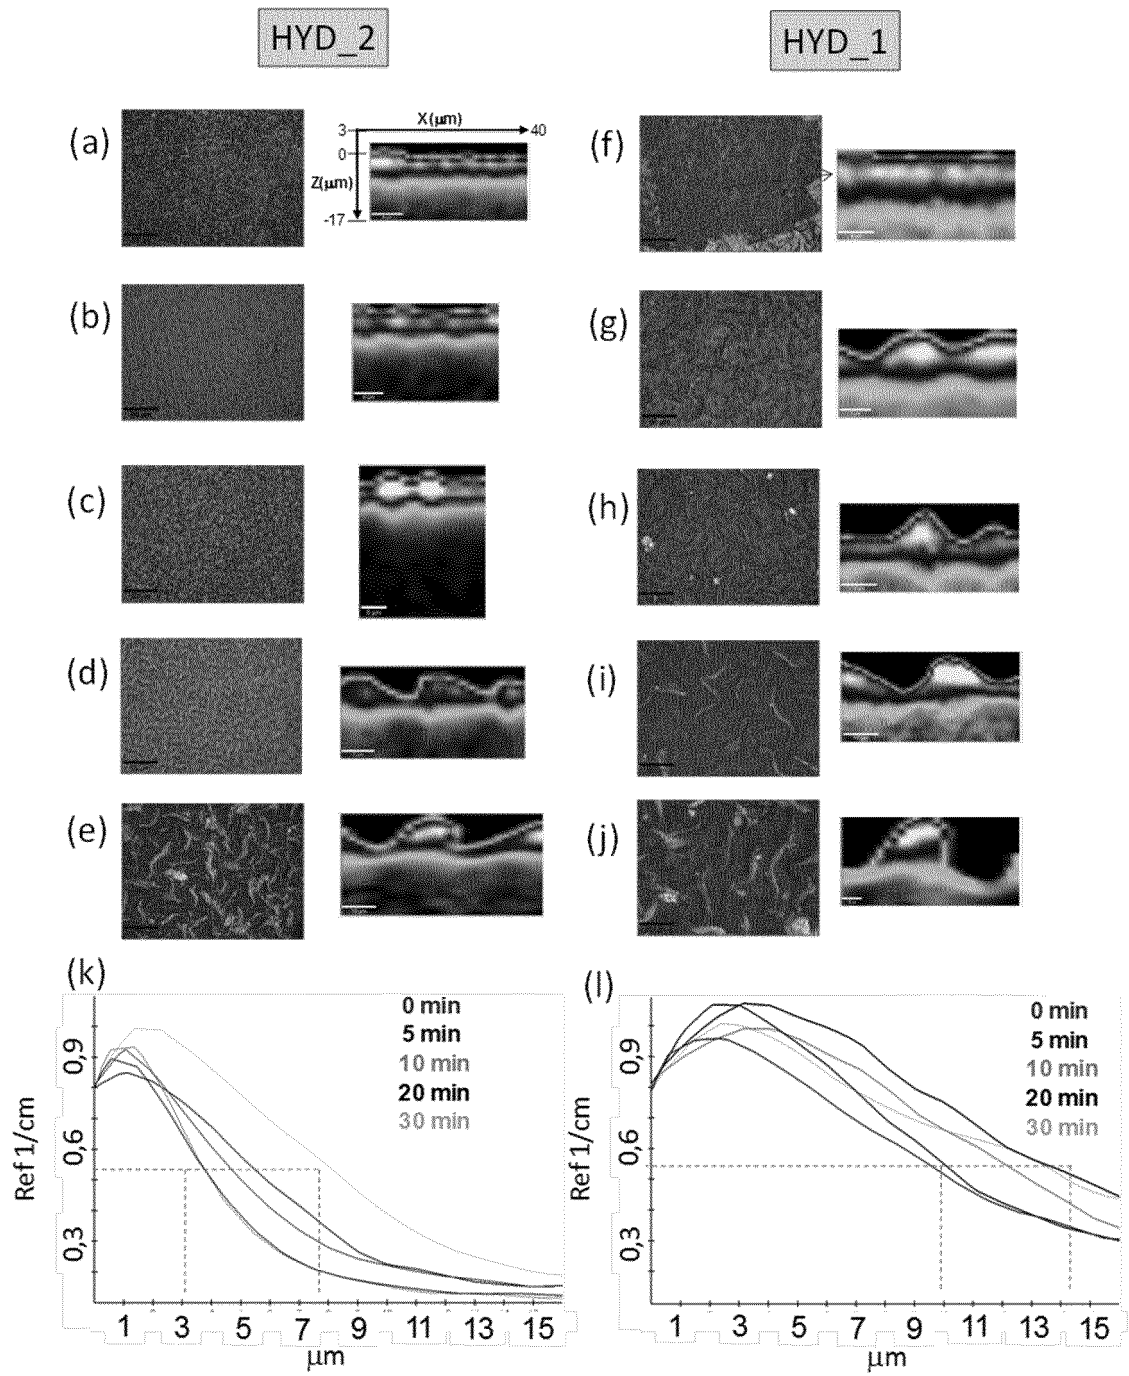 HYD_2
HYD_1
(a)
X(μm)
3
40
0
Z(μm)
-17
(f)
(b)
(g)
(c)
(h)
(d)
(i)
(e)
(j)
(k)
0 min
5 min
10 min
20 min
30 min
Ref 1/cm
0,9
0,6
0,3
1 3 5 7 9 11 13 15
μm
(l)
0 min
5 min
10 min
20 min
30 min
Ref 1/cm
0,9
0,6
0,3
1 3 5 7 9 11 13 15
μm